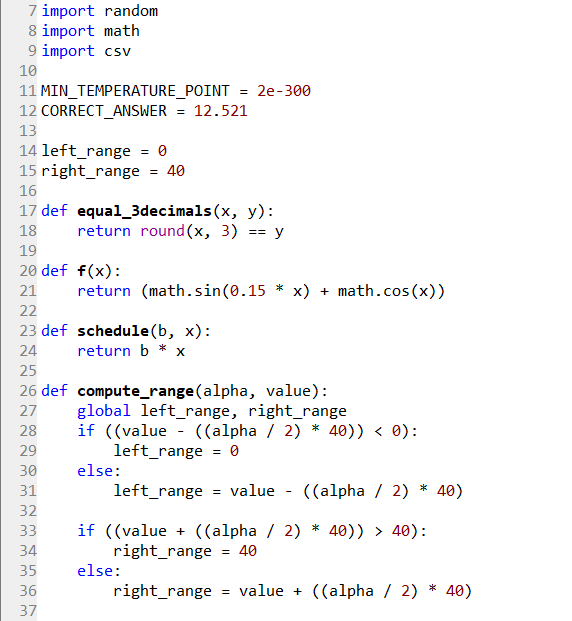 7 import random
8 import math
9 import csv
10
11 MIN_TEMPERATURE_POINT = 2e-300
12 CORRECT_ANSWER = 12.521
13
14 left_range = 0
15 right_range = 40
16
17 def equal_3decimals(x, y):
18     return round(x, 3) == y
19
20 def f(x):
21     return (math.sin(0.15 * x) + math.cos(x))
22
23 def schedule(b, x):
24     return b * x
25
26 def compute_range(alpha, value):
27     global left_range, right_range
28     if ((value - ((alpha / 2) * 40)) < 0):
29         left_range = 0
30     else:
31         left_range = value - ((alpha / 2) * 40)
32
33     if ((value + ((alpha / 2) * 40)) > 40):
34         right_range = 40
35     else:
36         right_range = value + ((alpha / 2) * 40)
37